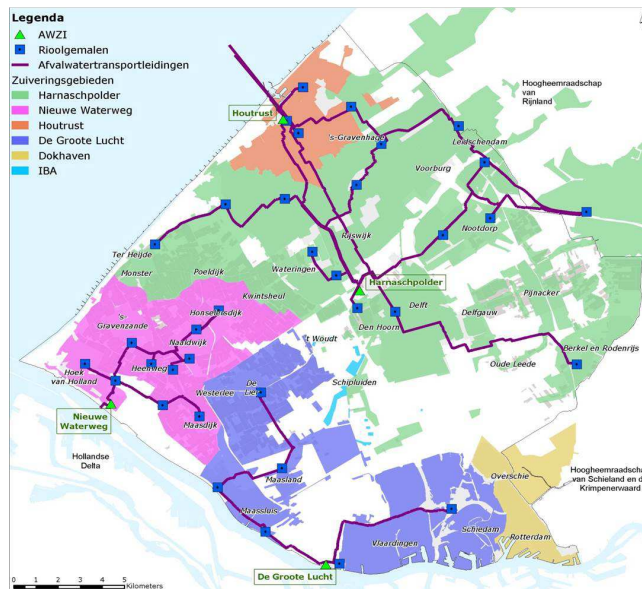 Legenda
AWZI
Rioolgemalen
Afvalwatertransportleidingen
Zuiveringsgebieden
Harnaschpolder
Nieuwe Waterweg
Houtrust
De Groote Lucht
Dokhaven
IBA
Hoogheemraadschap
van
Rijnland
Houtrust
's-Gravenhage
Leidschendam
Voorburg
Nootdorp
Rijswijk
Ter Heijde
Monster
Poeldijk
Wateringen
Kwintsheul
Harnaschpolder
Delft
Den Hoorn
Delfgauw
Pijnacker
Berkel en Rodenrijs
Oude Leede
's-
Gravenzande
Honselersdijk
Naaldwijk
Heenweg
Hoek
van Holland
't Woudt
Schipluiden
Westerlee
De
Lier
Maasdijk
Nieuwe
Waterweg
Hollandse
Delta
Maasland
Maassluis
Overschie
Hoogheemraadscha
van Schieland en d
Krimpenerwaard
Schiedam
Vlaardingen
Rotterdam
De Groote Lucht
0 1 2 3 4 5
Kilometers